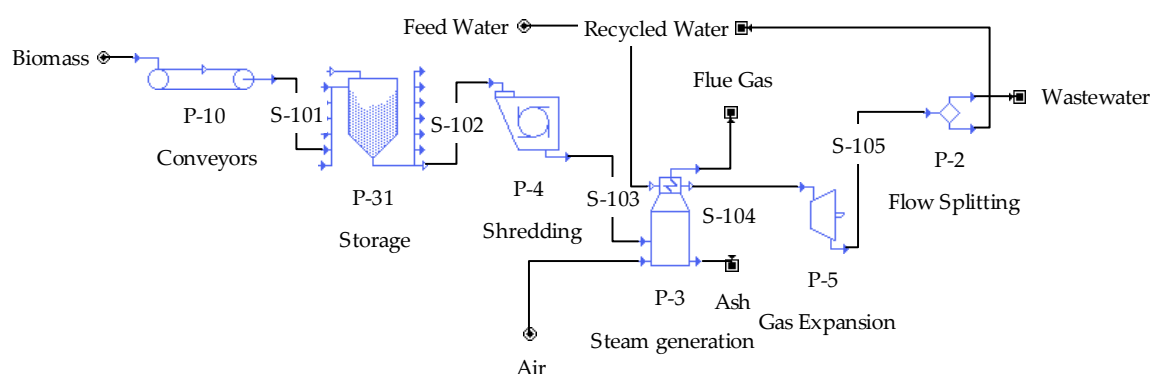 Feed Water
Recycled Water
Biomass
Flue Gas
Wastewater
P-10
S-101
S-102
S-105
P-2
Conveyors
P-31
P-4
S-103
S-104
Flow Splitting
Storage
Shredding
P-3
Ash
P-5
Steam generation
Gas Expansion
Air